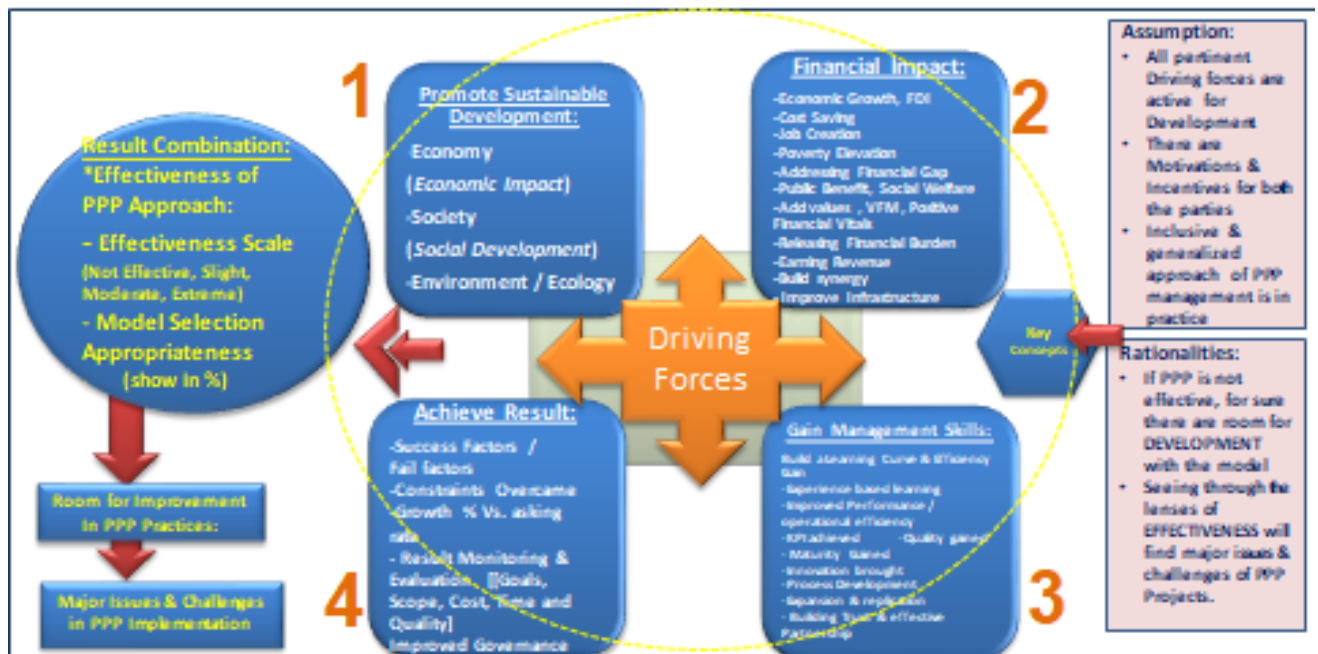 1
Promote Sustainable
Development:
-Economy
(Economic Impact)
-Society
(Social Development)
-Environment / Ecology
Financial Impact:
-Economic Growth, FDI
-Cost Saving
-Job Creation
-Poverty Elevation
-Addressing Financial Gap
-Public Benefit, Social Welfare
-Add values , VFM, Positive
Financial Vitals
-Releasing Financial Burden
-Earning Revenue
-Build synergy
-Improve Infrastructure
2
Assumption:
• All pertinent
Driving forces are
active for
Development
• There are
Motivations &
Incentives for both
the parties
• Inclusive &
generalized
approach of PPP
management is in
practice
Result Combination:
*Effectiveness of
PPP Approach:
– Effectiveness Scale
(Not Effective, Slight,
Moderate, Extreme)
- Model Selection
Appropriateness
(show in %)
Driving
Forces
Key
Concepts
Rationalities:
• If PPP is not
effective, for sure
there are room for
DEVELOPMENT
with the model
• Seeing through the
lenses of
EFFECTIVENESS will
find major issues &
challenges of PPP
Projects.
Achieve Result:
-Success Factors /
Fail factors
-Constraints Overcame
-Growth % Vs. asking
rate
- Result Monitoring &
Evaluation [[Goals,
Scope, Cost, Time and
Quality]
Improved Governance
4
Gain Management Skills:
Build a Learning Curve & Efficiency
Gain
-Experience based learning
-Improved Performance /
operational efficiency
-KPI achieved -Quality gained
- Maturity Gained
-Innovation brought
-Process Development
-Expansion & replication
- Building Trust & effective
Partnership
3
Room for Improvement
In PPP Practices:
Major Issues & Challenges
in PPP Implementation